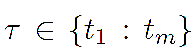 τ ∈ {t₁ : tₘ}